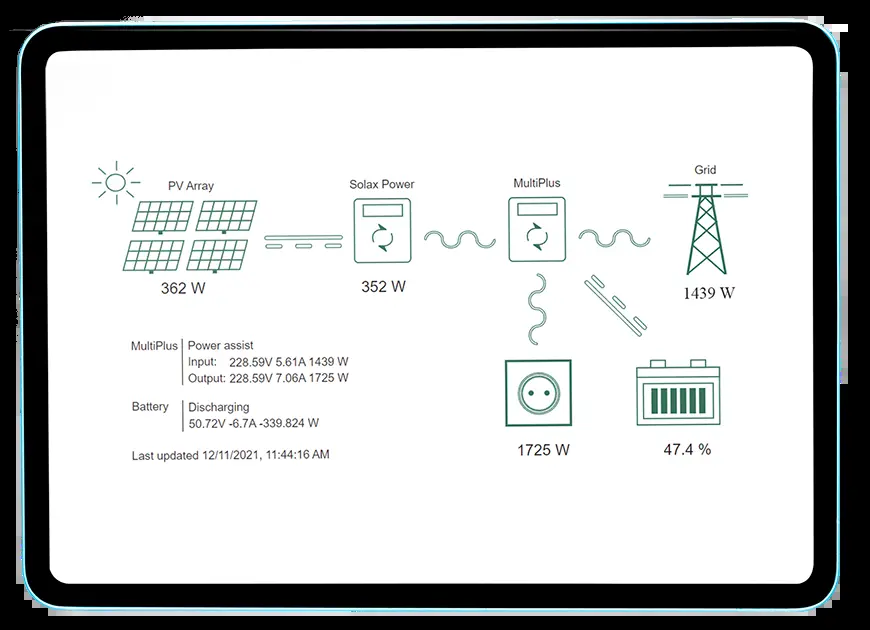 PV Array
Solax Power
MultiPlus
Grid
362 W
352 W
1439 W
MultiPlus
Power assist
Input: 228.59V 5.61A 1439 W
Output: 228.59V 7.06A 1725 W
Battery
Discharging
50.72V -6.7A -339.824 W
Last updated 12/11/2021, 11:44:16 AM
1725 W
47.4 %